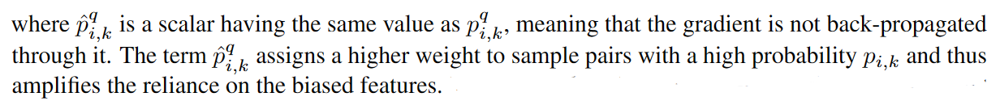 where $\hat{p}_{i,k}^{q}$ is a scalar having the same value as $p_{i,k}^{q}$, meaning that the gradient is not back-propagated
through it. The term $\hat{p}_{i,k}^{q}$ assigns a higher weight to sample pairs with a high probability $p_{i,k}$ and thus
amplifies the reliance on the biased features.